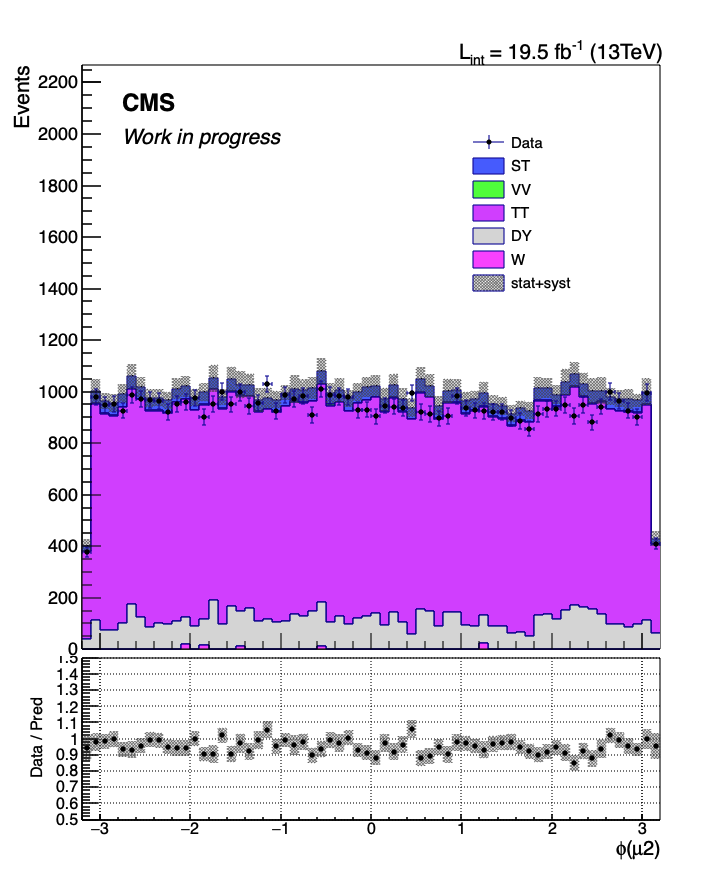 L_int = 19.5 fb⁻¹ (13TeV)
Events
2200
2000
1800
1600
1400
1200
1000
800
600
400
200
0
CMS
Work in progress
Data
ST
VV
TT
DY
W
stat+syst
Data / Pred
1.5
1.4
1.3
1.2
1.1
1
0.9
0.8
0.7
0.6
0.5
−3 −2 −1 0 1 2 3
ϕ(μ2)